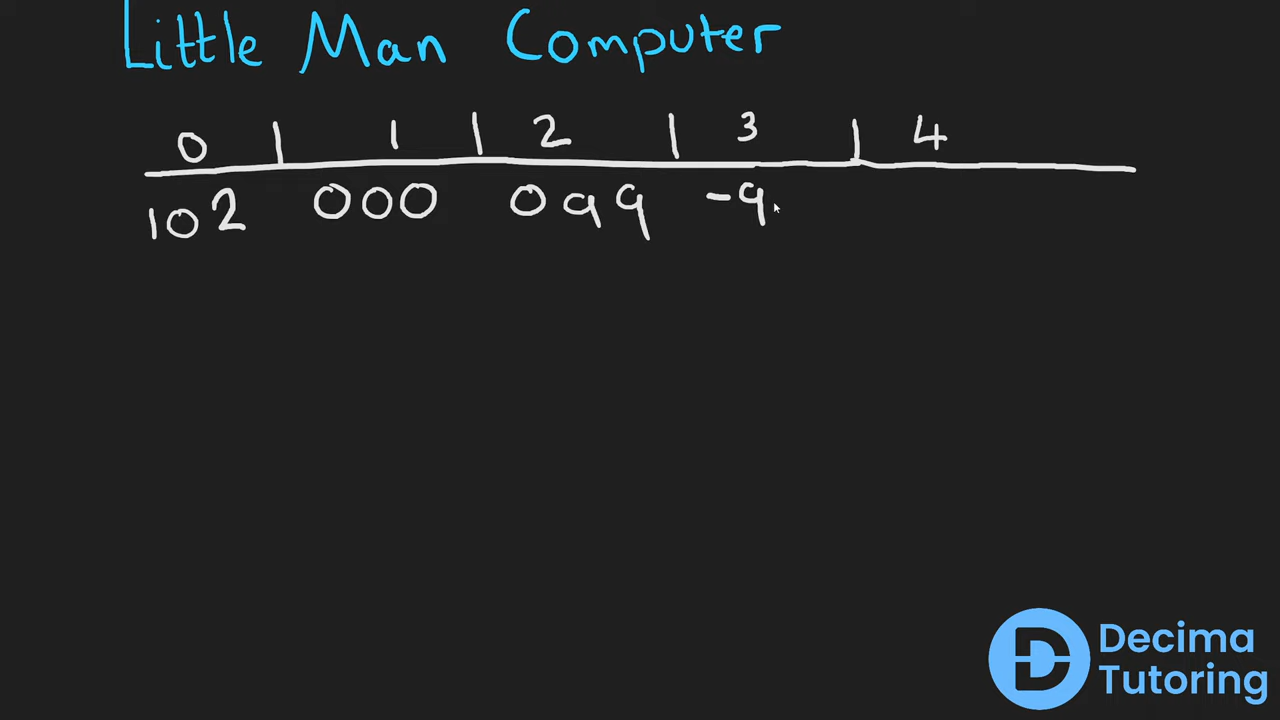 Little Man Computer
0 | 1 | 2 | 3 | 4
102 000 099 -9
Decima
Tutoring